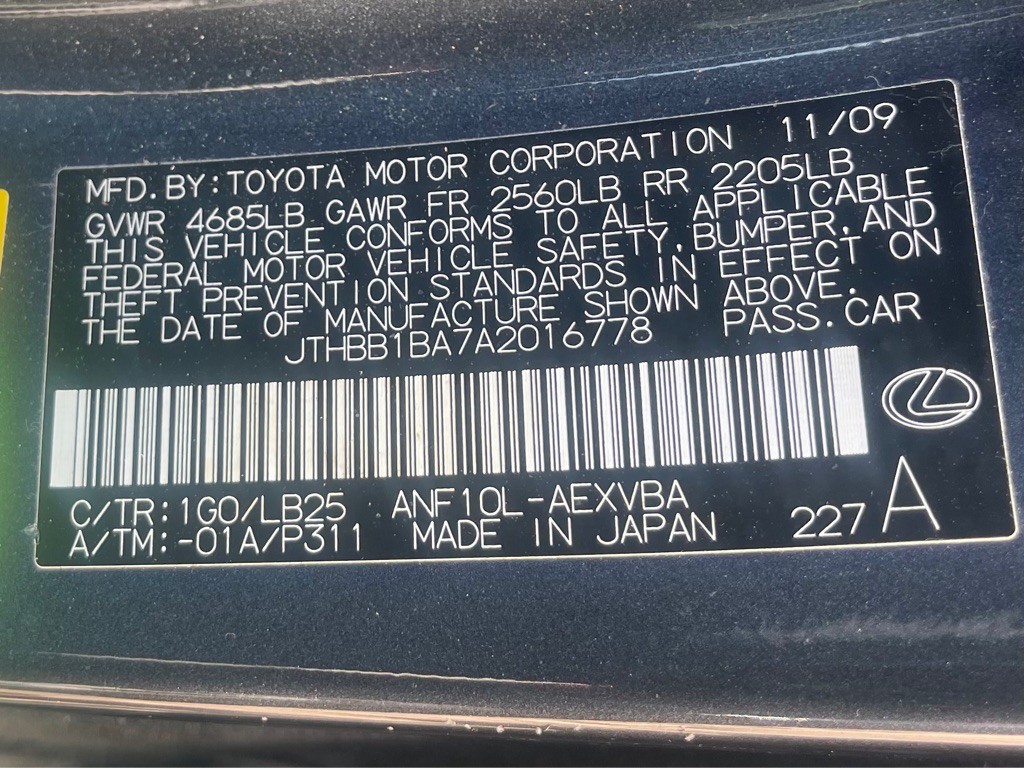 MFD. BY: TOYOTA MOTOR CORPORATION 11/09
GVWR 4685LB GAWR FR 2560LB RR 2205LB
THIS VEHICLE CONFORMS TO ALL APPLICABLE
FEDERAL MOTOR VEHICLE SAFETY, BUMPER, AND
THEFT PREVENTION STANDARDS IN EFFECT ON
THE DATE OF MANUFACTURE SHOWN ABOVE.
JTHBB1BA7A2016778 PASS. CAR
C/TR: 1G0/LB25 ANF10L-AEXVBA
A/TM: -01A/P311 MADE IN JAPAN 227 A